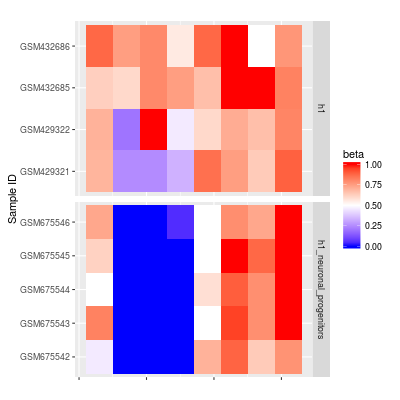 GSM432686
GSM432685
GSM429322
GSM429321
h1
GSM675546
GSM675545
GSM675544
GSM675543
GSM675542
h1_neuronal_progenitors
Sample ID
beta
1.00
0.75
0.50
0.25
0.00